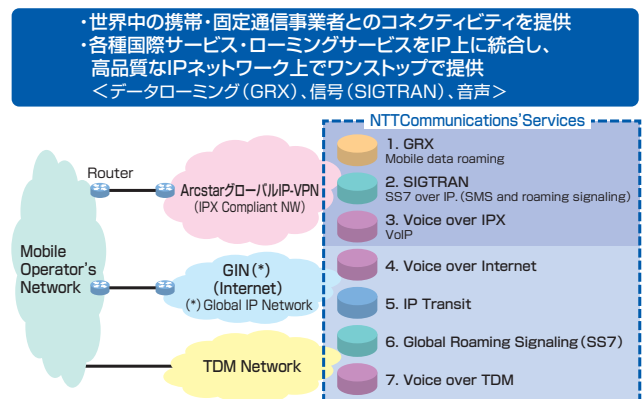 ・世界中の携帯・固定通信事業者とのコネクティビティを提供
・各種国際サービス・ローミングサービスをIP上に統合し、
高品質なIPネットワーク上でワンストップで提供
＜データローミング（GRX）、信号（SIGTRAN）、音声＞
NTTCommunications'Services
1. GRX
Mobile data roaming
2. SIGTRAN
SS7 over IP.(SMS and roaming signaling)
3. Voice over IPX
VoIP
4. Voice over Internet
5. IP Transit
6. Global Roaming Signaling(SS7)
7. Voice over TDM
Router
ArcstarグローバルIP-VPN
(IPX Compliant NW)
Mobile
Operator's
Network
GIN(*)
(Internet)
(*) Global IP Network
TDM Network